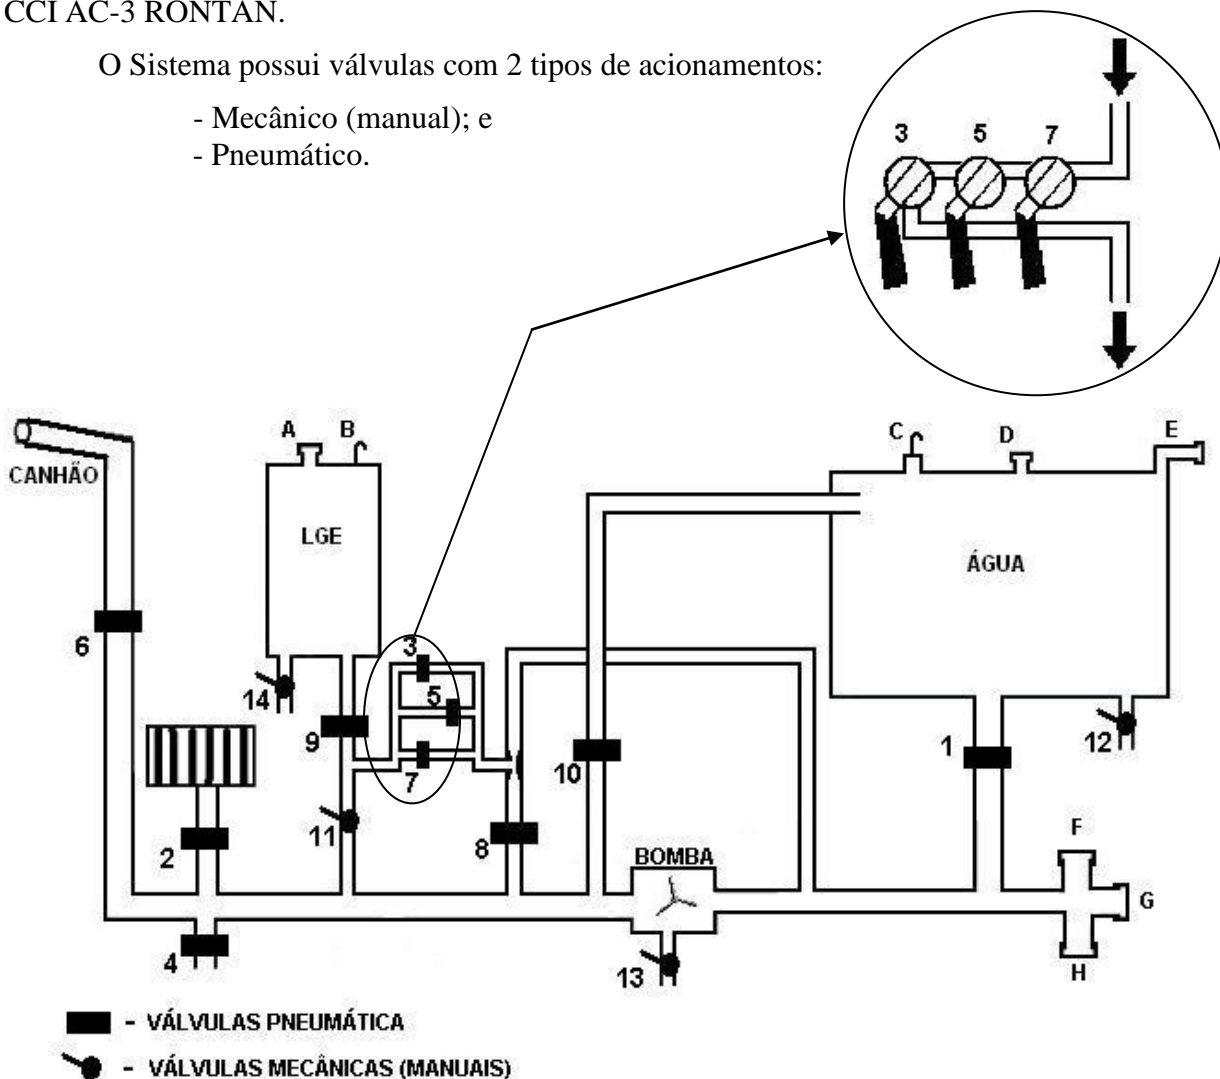 CCI AC-3 RONTAN.
O Sistema possui válvulas com 2 tipos de acionamentos:
- Mecânico (manual); e
- Pneumático.
3 5 7
A B C D E
CANHÃO
LGE
ÁGUA
6
3
14
5
9
1
12
10
7
11
2
8
BOMBA
F
G
4
13
H
- VÁLVULAS PNEUMÁTICA
- VÁLVULAS MECÂNICAS (MANUAIS)